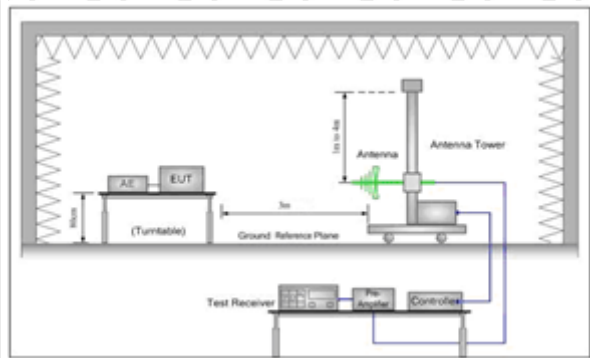 1m to 4m
Antenna
Antenna Tower
AE
EUT
80cm
3m
(Turntable)
Ground Reference Plane
Test Receiver
Pre-
Amplifier
Controller